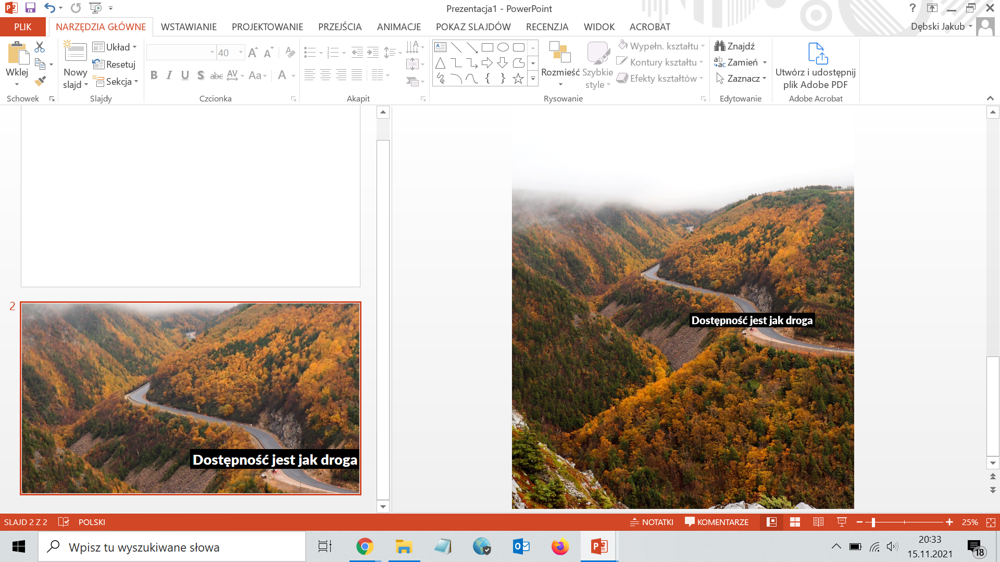 Prezentacja1 - PowerPoint
?
PLIK
NARZĘDZIA GŁÓWNE
WSTAWIANIE
PROJEKTOWANIE
PRZEJŚCIA
ANIMACJE
POKAZ SLAJDÓW
RECENZJA
WIDOK
ACROBAT
Dębski Jakub
Wklej
Schowek
Nowy
slajd
Układ
Resetuj
Sekcja
Slajdy
40
B I U S abc AV Aa A
Czcionka
Akapit
Rozmieść
Szybkie
style
Wypełn. kształtu
Kontury kształtu
Efekty kształtów
Rysowanie
Znajdź
Zamień
Zaznacz
Edytowanie
Utwórz i udostępnij
plik Adobe PDF
Adobe Acrobat
2
Dostępność jest jak droga
Dostępność jest jak droga
SLAJD 2 Z 2
POLSKI
NOTATKI
KOMENTARZE
25%
Wpisz tu wyszukiwane słowa
20:33
15.11.2021
18